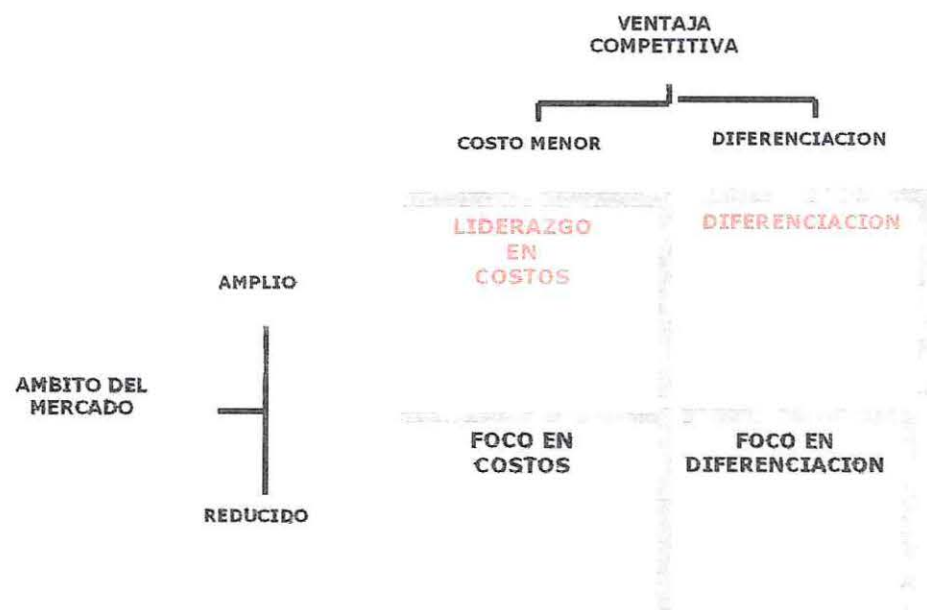 VENTAJA
COMPETITIVA
COSTO MENOR
DIFERENCIACION
LIDERAZGO
EN
COSTOS
DIFERENCIACION
AMPLIO
AMBITO DEL
MERCADO
FOCO EN
COSTOS
FOCO EN
DIFERENCIACION
REDUCIDO